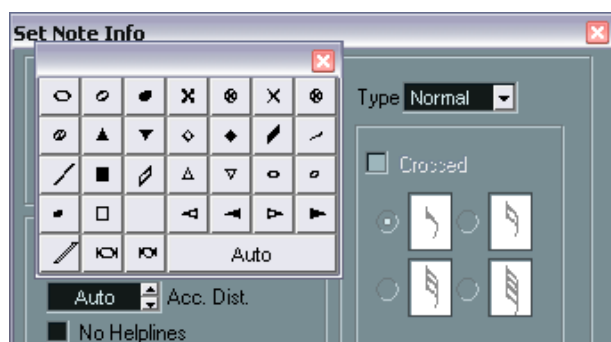 Set Note Info
Type Normal
Crossed
Auto
Auto Acc. Dist.
No Helplines